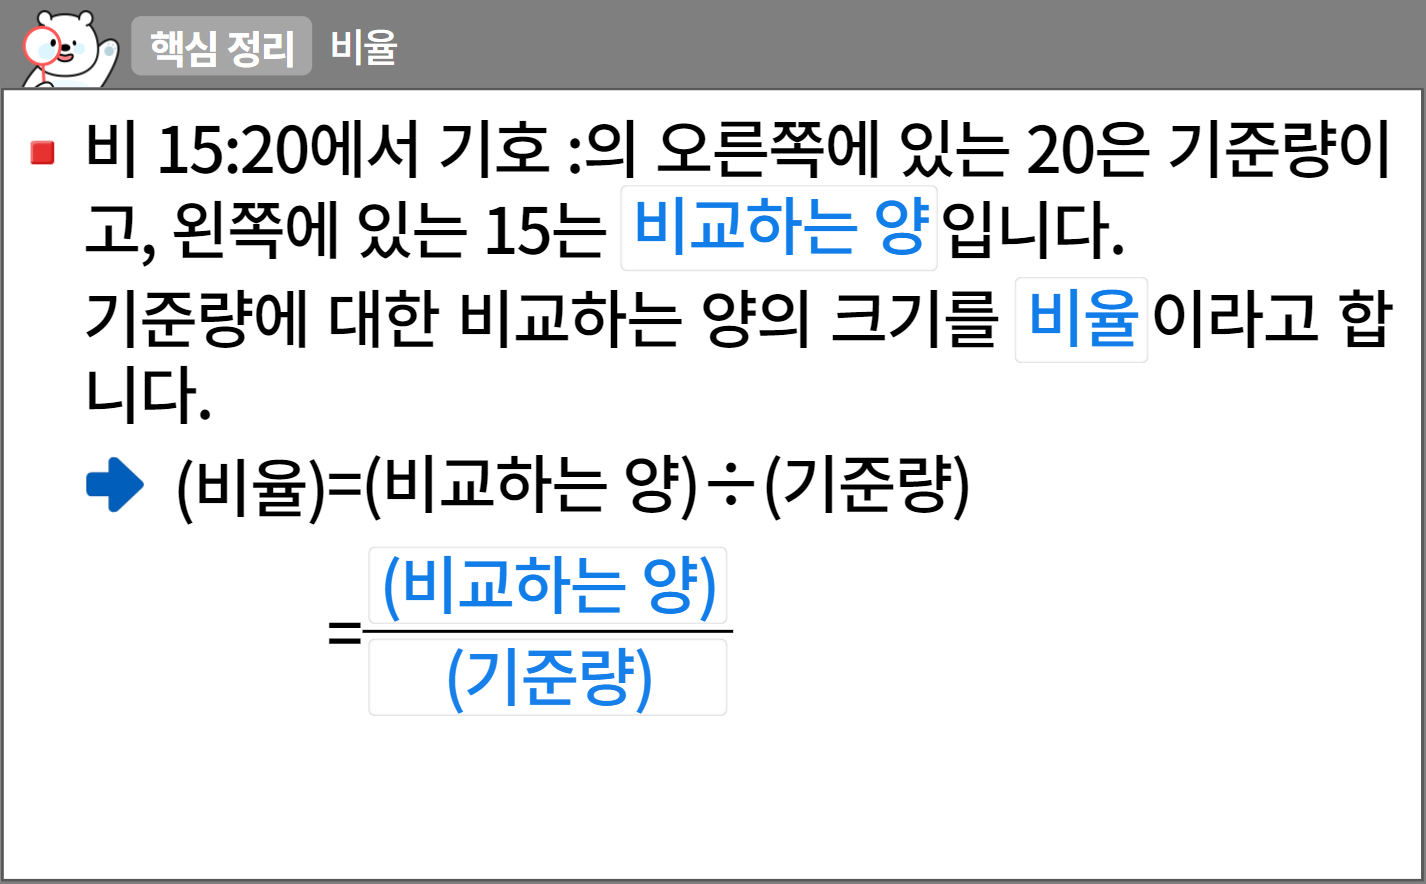 핵심 정리 비율
비 15:20에서 기호 :의 오른쪽에 있는 20은 기준량이
고, 왼쪽에 있는 15는 비교하는 양입니다.
기준량에 대한 비교하는 양의 크기를 비율이라고 합
니다.
(비율)=(비교하는 양)÷(기준량)
(비교하는 양)
=
(기준량)